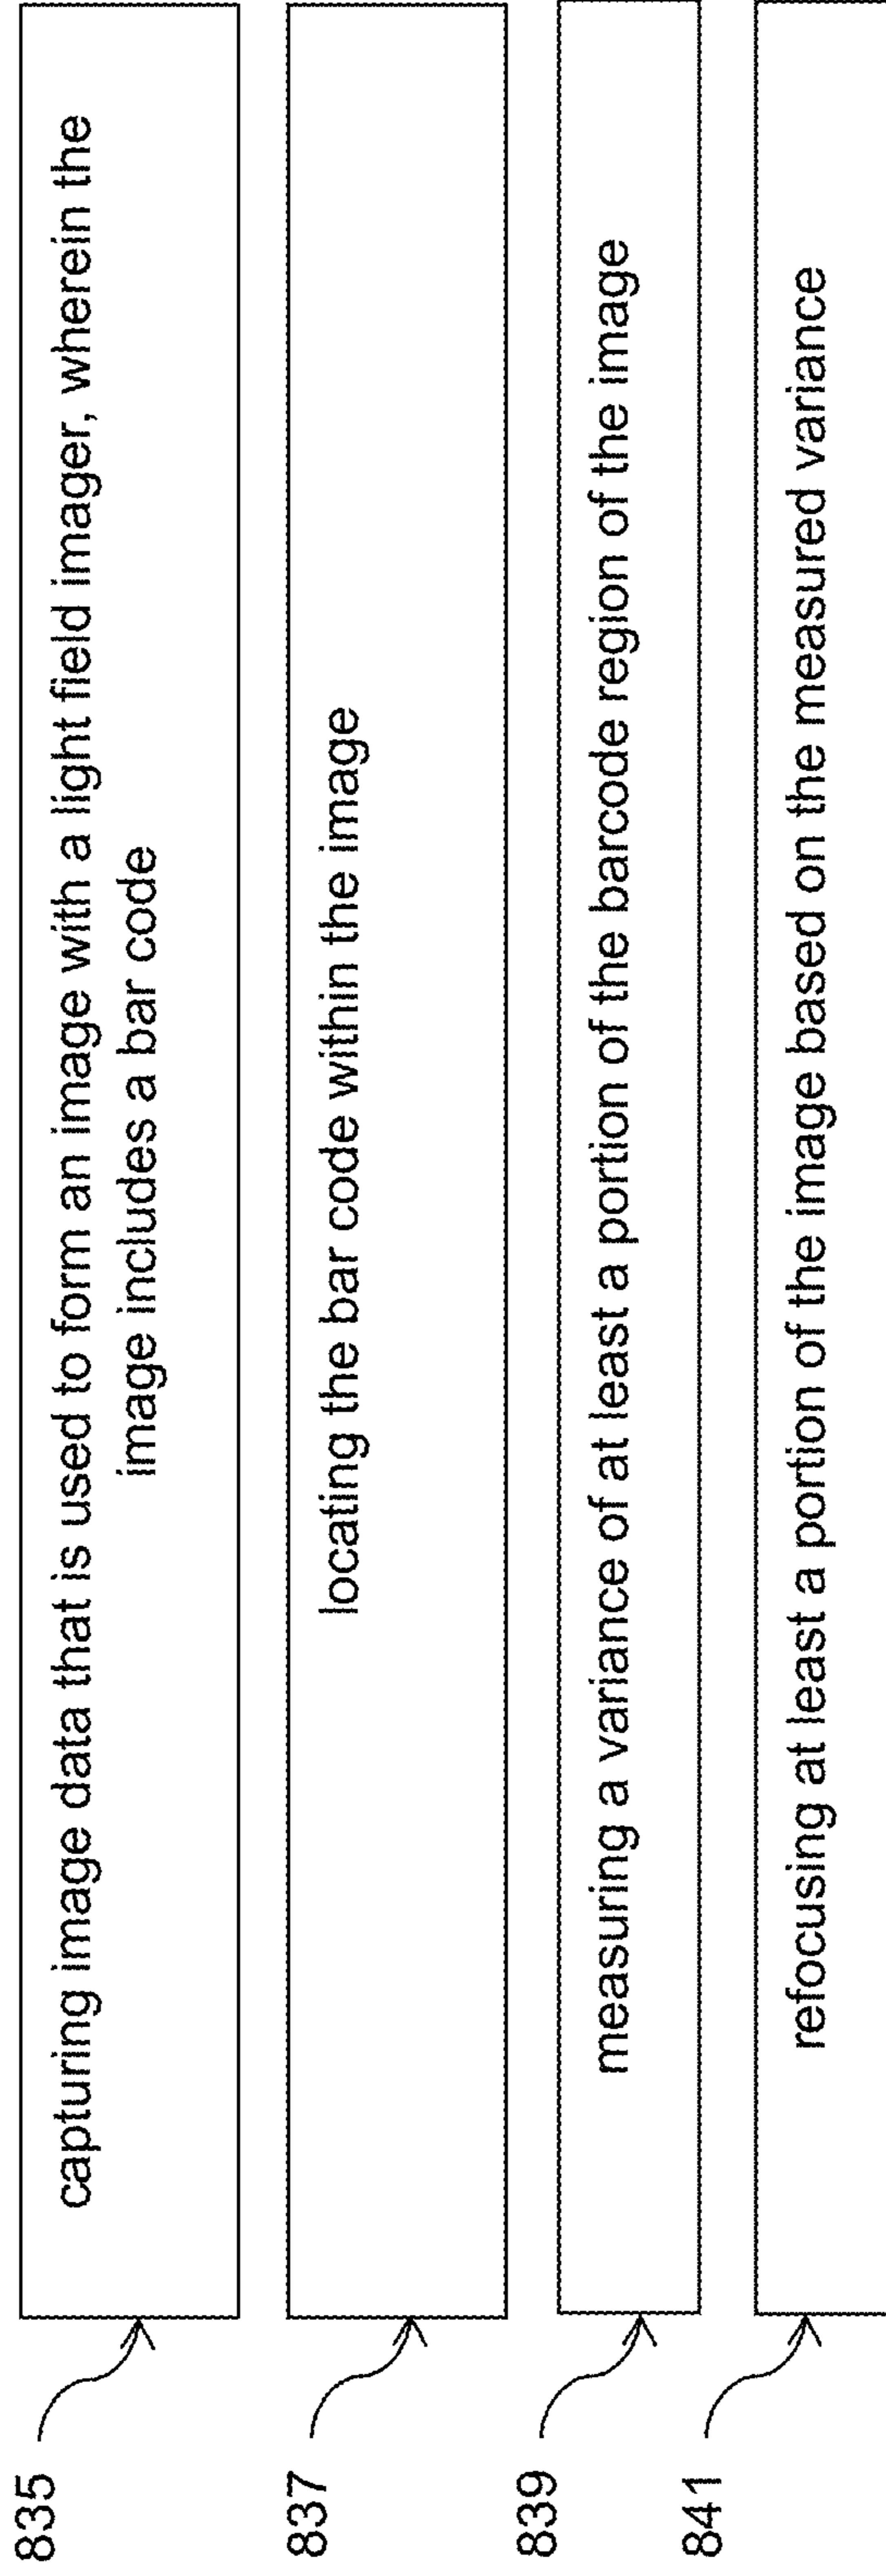 835
capturing image data that is used to form an image with a light field imager, wherein the
image includes a bar code
837
locating the bar code within the image
839
measuring a variance of at least a portion of the barcode region of the image
841
refocusing at least a portion of the image based on the measured variance